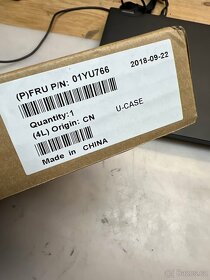 (P)FRU P/N: 01YU766
2018-09-22
Quantity:1
U-CASE
(4L) Origin: CN
Made in CHINA